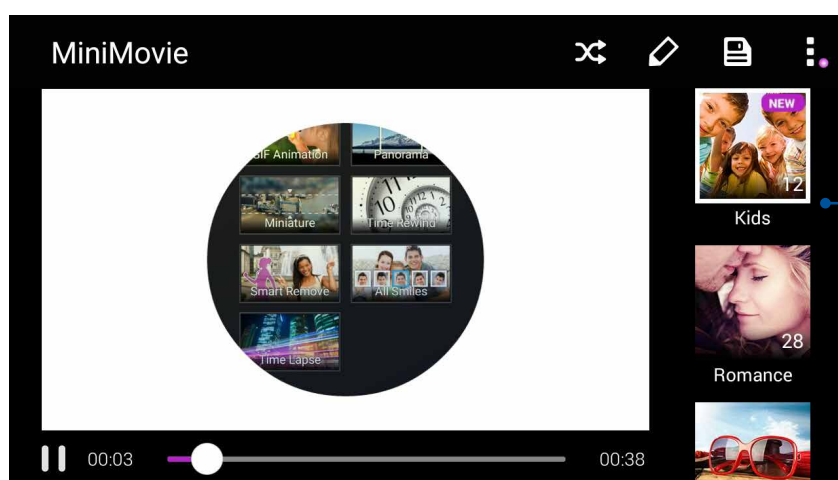 MiniMovie
NEW
12
Kids
GIF Animation
Panorama
Miniature
Time Rewind
Smart Remove
All Smiles
Time Lapse
28
Romance
00:03
00:38